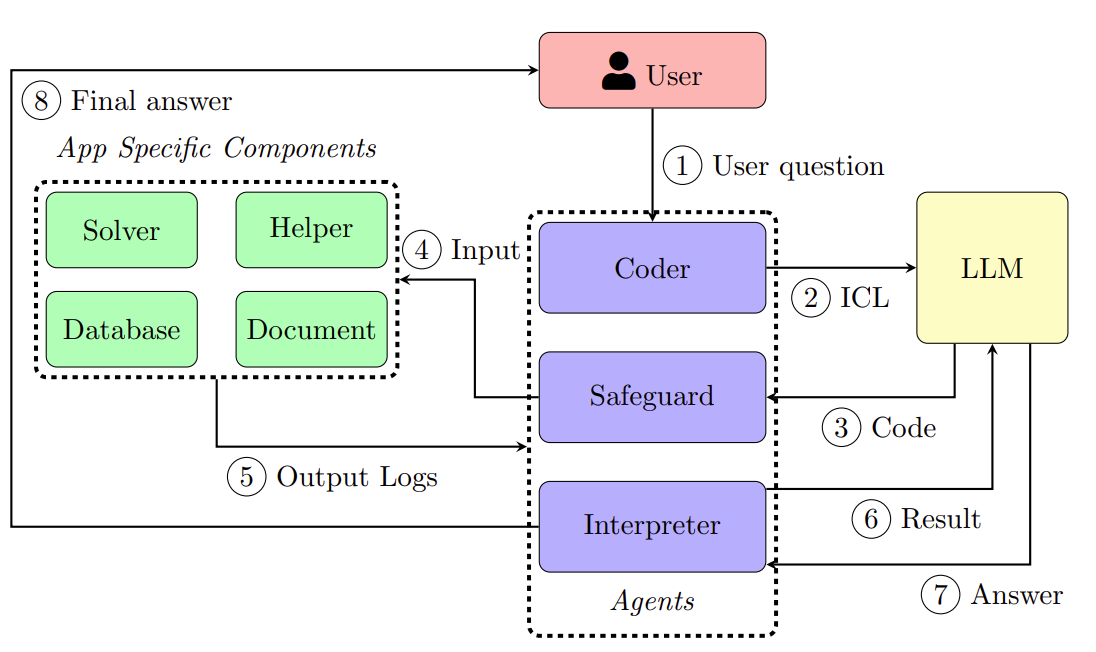 User
8 Final answer
App Specific Components
1 User question
Solver
Helper
4 Input
Coder
LLM
2 ICL
Database
Document
Safeguard
3 Code
5 Output Logs
Interpreter
6 Result
7 Answer
Agents